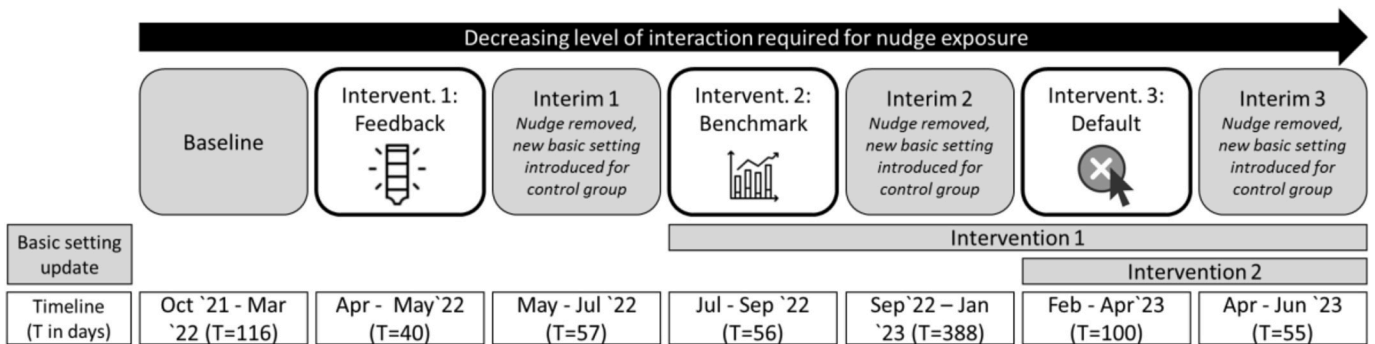 Decreasing level of interaction required for nudge exposure
Baseline
Intervent. 1:
Feedback
Interim 1
Nudge removed,
new basic setting
introduced for
control group
Intervent. 2:
Benchmark
Interim 2
Nudge removed,
new basic setting
introduced for
control group
Intervent. 3:
Default
Interim 3
Nudge removed,
new basic setting
introduced for
control group
Basic setting
update
Intervention 1
Intervention 2
Timeline
(T in days)
Oct `21 - Mar
`22 (T=116)
Apr - May`22
(T=40)
May - Jul `22
(T=57)
Jul - Sep `22
(T=56)
Sep`22 – Jan
`23 (T=388)
Feb - Apr`23
(T=100)
Apr - Jun `23
(T=55)